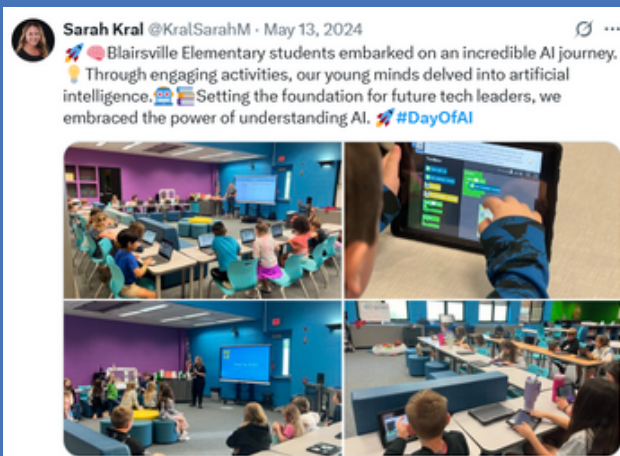 Sarah Kral @KralSarahM · May 13, 2024
🚀🧠Blairsville Elementary students embarked on an incredible AI journey.
💡Through engaging activities, our young minds delved into artificial
intelligence.🤖📚Setting the foundation for future tech leaders, we
embraced the power of understanding AI. 🚀#DayOfAI